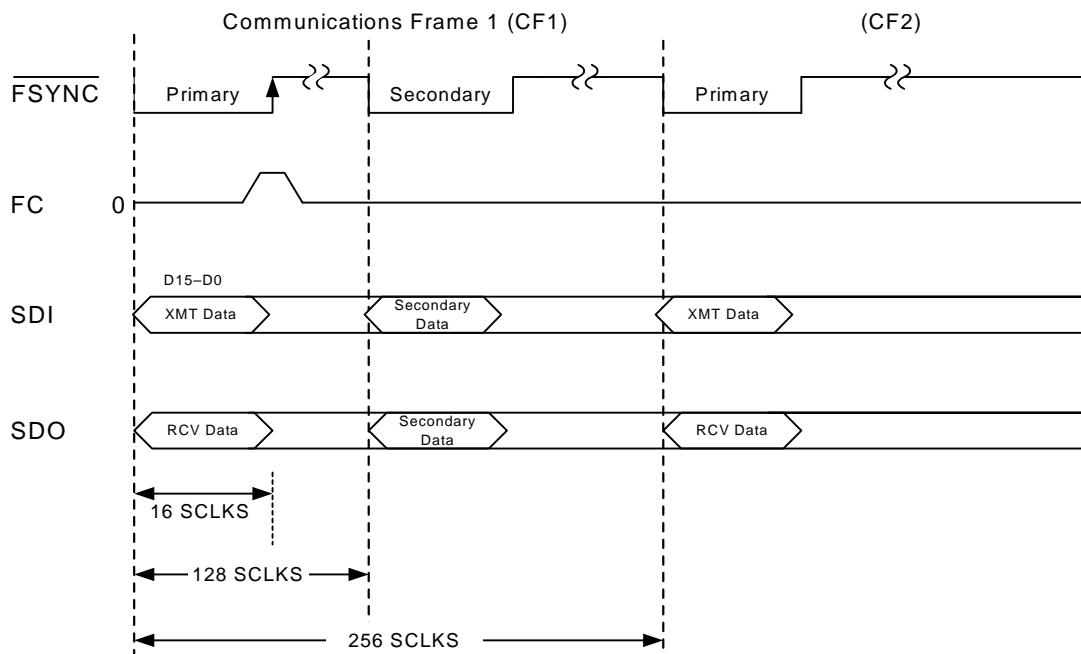 Communications Frame 1 (CF1)
(CF2)
FSYNC
Primary
Secondary
Primary
FC
0
SDI
D15–D0
XMT Data
Secondary
Data
XMT Data
SDO
RCV Data
Secondary
Data
RCV Data
16 SCLKS
128 SCLKS
256 SCLKS